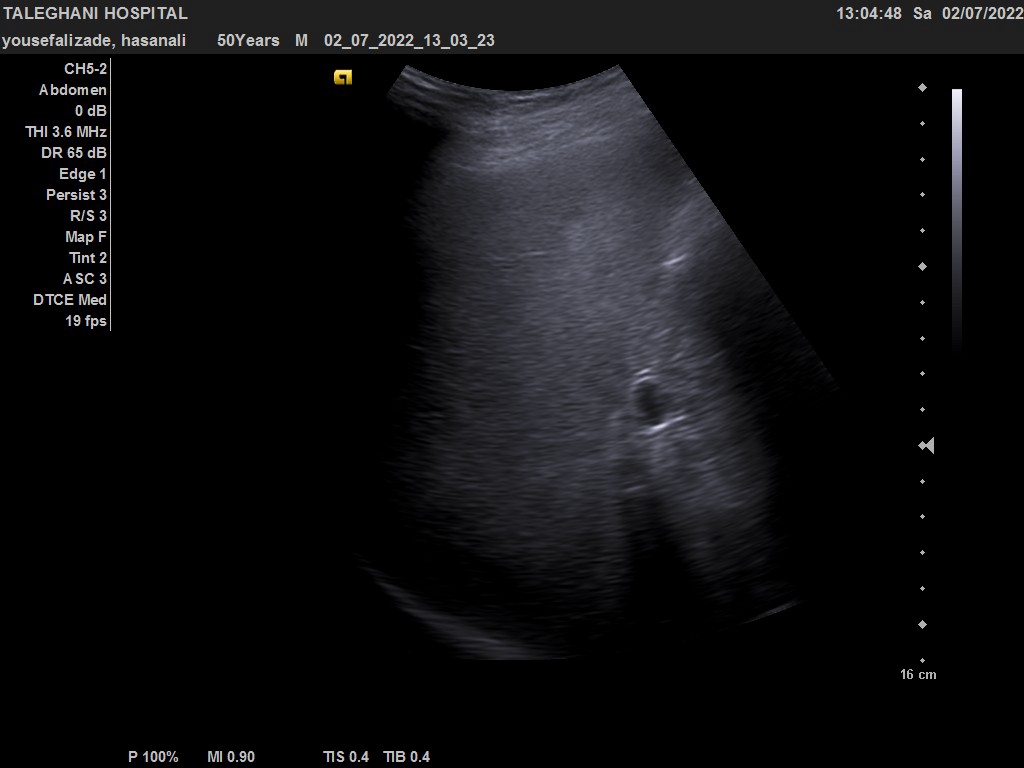 TALEGHANI HOSPITAL 13:04:48 Sa 02/07/2022
yousefalizade, hasanali 50Years M 02_07_2022_13_03_23
CH5-2
Abdomen
0 dB
THI 3.6 MHz
DR 65 dB
Edge 1
Persist 3
R/S 3
Map F
Tint 2
ASC 3
DTCE Med
19 fps
16 cm
P 100% MI 0.90 TIS 0.4 TIB 0.4